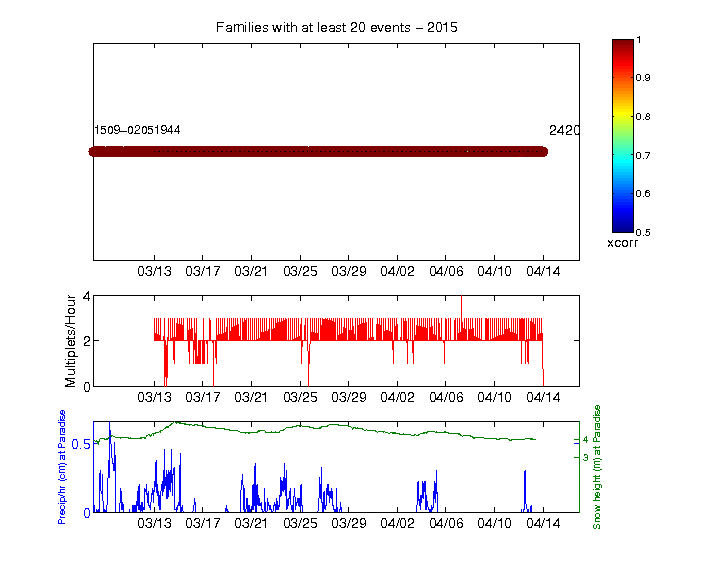 Families with at least 20 events − 2015
1509−02051944
2420
1
0.9
0.8
0.7
0.6
0.5
xcorr
03/13 03/17 03/21 03/25 03/29 04/02 04/06 04/10 04/14
Multiplets/Hour
4
2
0
03/13 03/17 03/21 03/25 03/29 04/02 04/06 04/10 04/14
Precip/hr (cm) at Paradise
0.5
0
4
3
Snow height (m) at Paradise
03/13 03/17 03/21 03/25 03/29 04/02 04/06 04/10 04/14